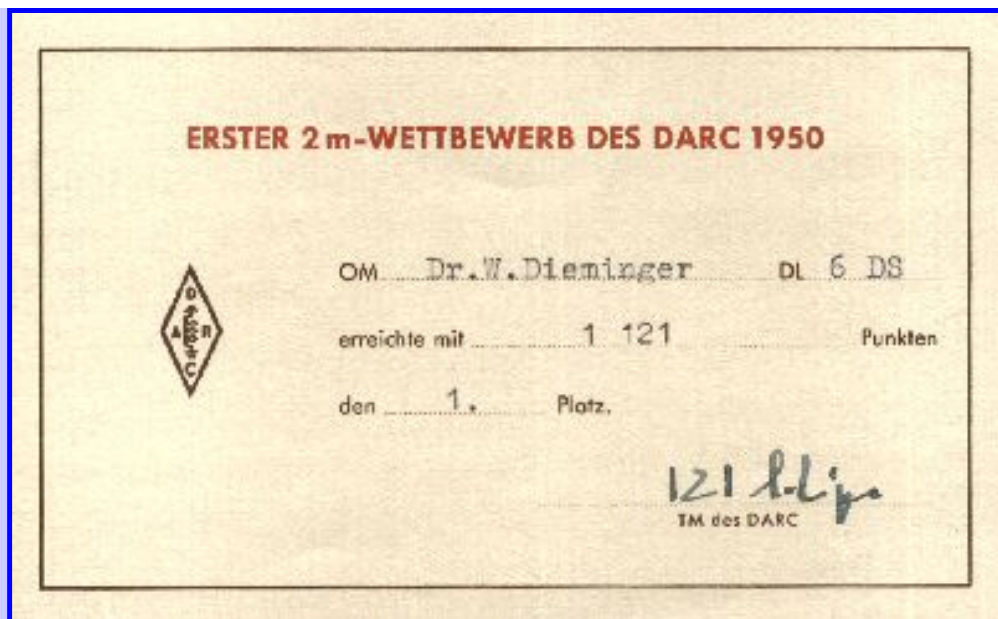 ERSTER 2m-WETTBEWERB DES DARC 1950
OM Dr.W.Dieminger DL 6 DS
D
A R
C
erreichte mit 1 121 Punkten
den 1. Platz.
TM des DARC